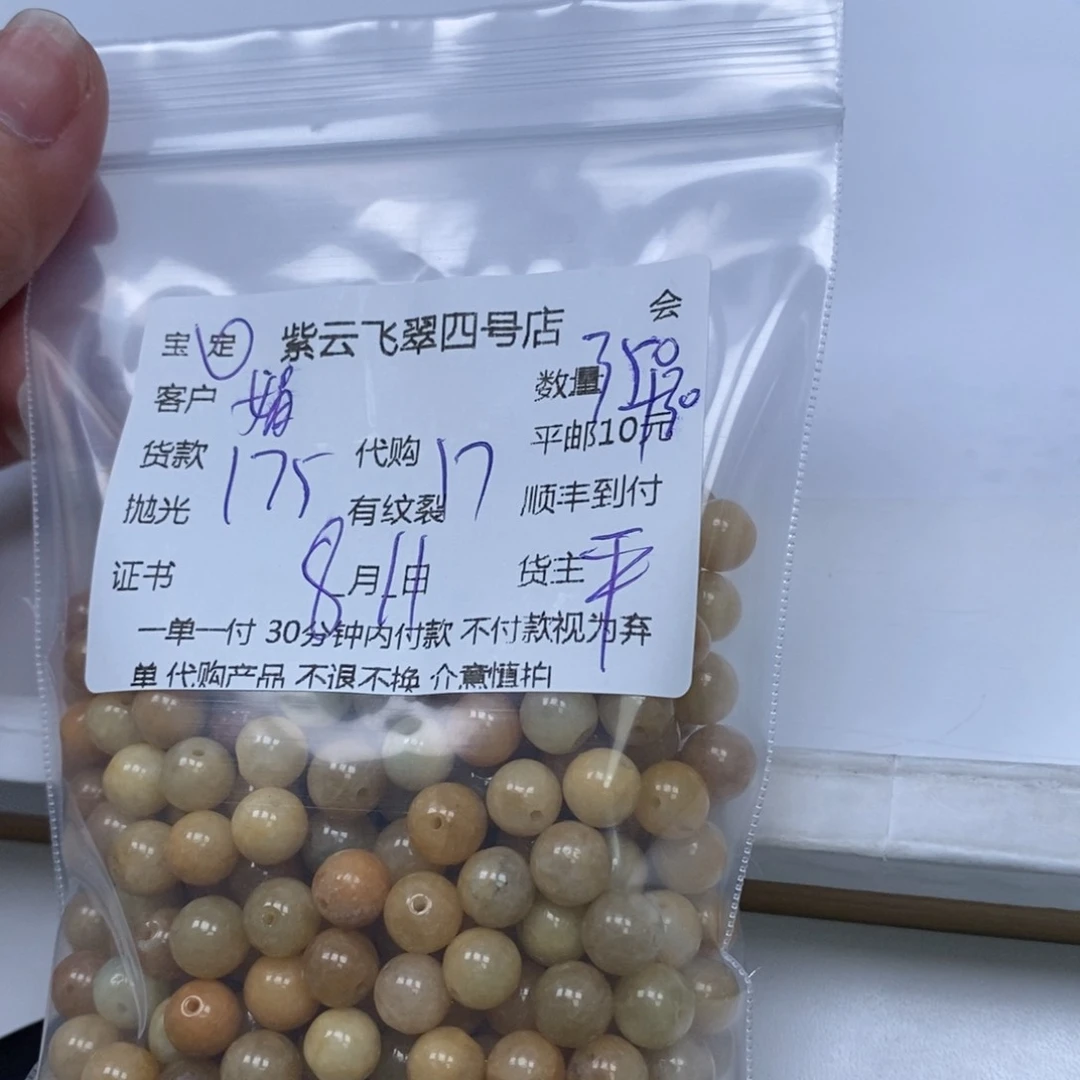 宝 定 紫云飞翠四号店 会
客户 娟 数量 350
货款 175 代购 17 平邮10元
抛光 有纹裂 顺丰到付
证书 8月11日 货主 平
一单一付 30分钟内付款 不付款视为弃
单 代购产品 不退不换 介意慎拍